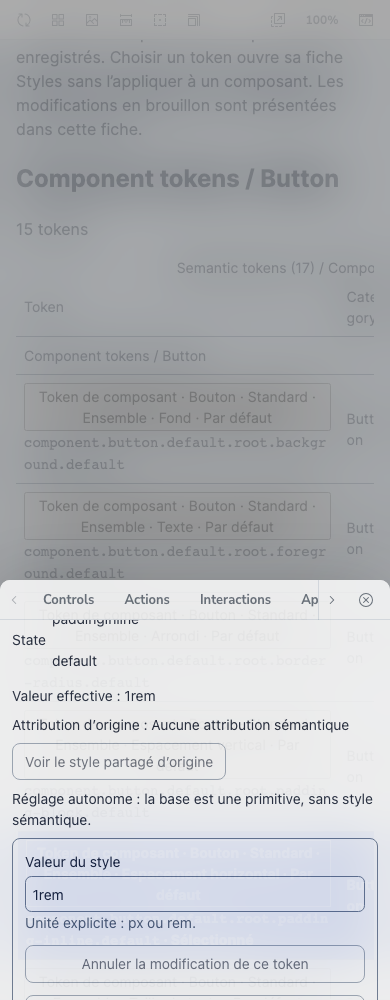 100%
enregistrés. Choisir un token ouvre sa fiche
Styles sans l’appliquer à un composant. Les
modifications en brouillon sont présentées
dans cette fiche.
Component tokens / Button
15 tokens
Semantic tokens (17) / Compo
Token
Cate
gory
Component tokens / Button
Token de composant · Bouton · Standard ·
Ensemble · Fond · Par défaut
component.button.default.root.backgr
ound.default
Butt
on
Token de composant · Bouton · Standard ·
Ensemble · Texte · Par défaut
component.button.default.root.foregr
ound.default
Butt
on
Controls
Actions
Interactions
Ap
paddingInline
State
default
Valeur effective : 1rem
Attribution d’origine : Aucune attribution sémantique
Voir le style partagé d’origine
Réglage autonome : la base est une primitive, sans style
sémantique.
Valeur du style
1rem
Unité explicite : px ou rem.
Annuler la modification de ce token